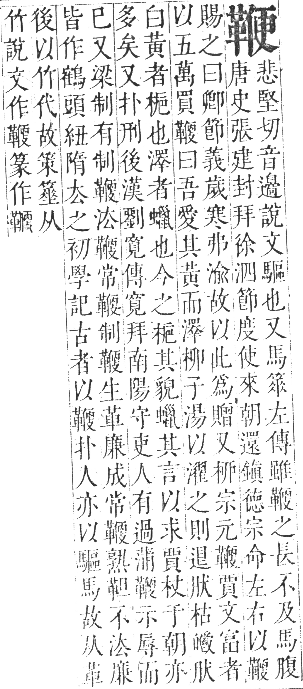 鞭
悲堅切音邊說文驅也又馬箠左傳雖鞭之長不及馬腹
唐史張建封拜徐泗節度使來朝還鎮德宗命左右以鞭
賜之曰卿節義歲寒弗渝故以此爲贈又柳宗元鞭賈文富者
以五萬買鞭曰吾愛其黃而澤柳子湯以濯之則退肰枯皦肰
白黃者梔也澤者蠟也今之梔其貌蠟其言以求賈技于朝亦
多矣又扑刑後漢劉寬傳寬拜南陽守吏人有過蒲鞭示辱而
已又梁制有制鞭法鞭常鞭制鞭生革廉成常鞭熟靼不法廉
皆作鶴頭紐隋去之初學記古者以鞭扑人亦以驅馬故从革
後以竹代故策箠从
竹說文作鞭篆作